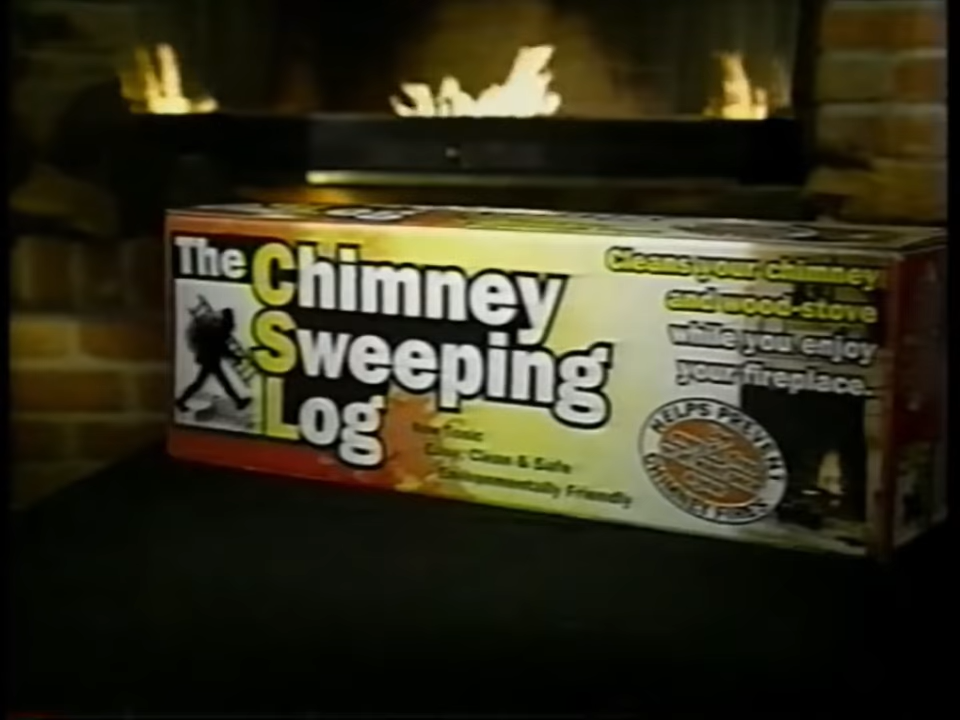 The Chimney
Sweeping
Log
Cleans your chimney
and wood-stove
while you enjoy
your fireplace.
Easy, Clean & Safe
Environmentally Friendly
HELPS PREVENT
CHIMNEY FIRES